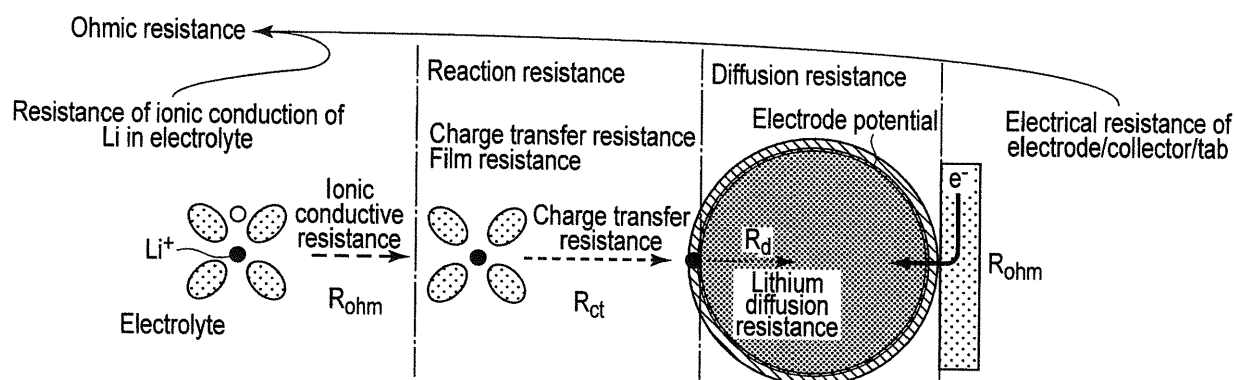 Ohmic resistance
Resistance of ionic conduction of
Li in electrolyte
Reaction resistance
Charge transfer resistance
Film resistance
Diffusion resistance
Electrode potential
Electrical resistance of
electrode/collector/tab
Li+
Electrolyte
Ionic
conductive
resistance
Rohm
Charge transfer
resistance
Rct
Rd
Lithium
diffusion
resistance
e-
Rohm